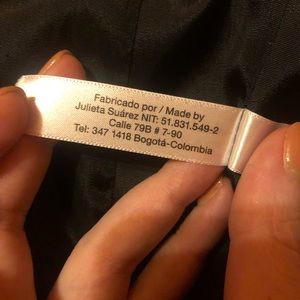 Fabricado por / Made by
Julieta Suárez NIT: 51.831.549-2
Calle 79B # 7-90
Tel: 347 1418 Bogotá-Colombia